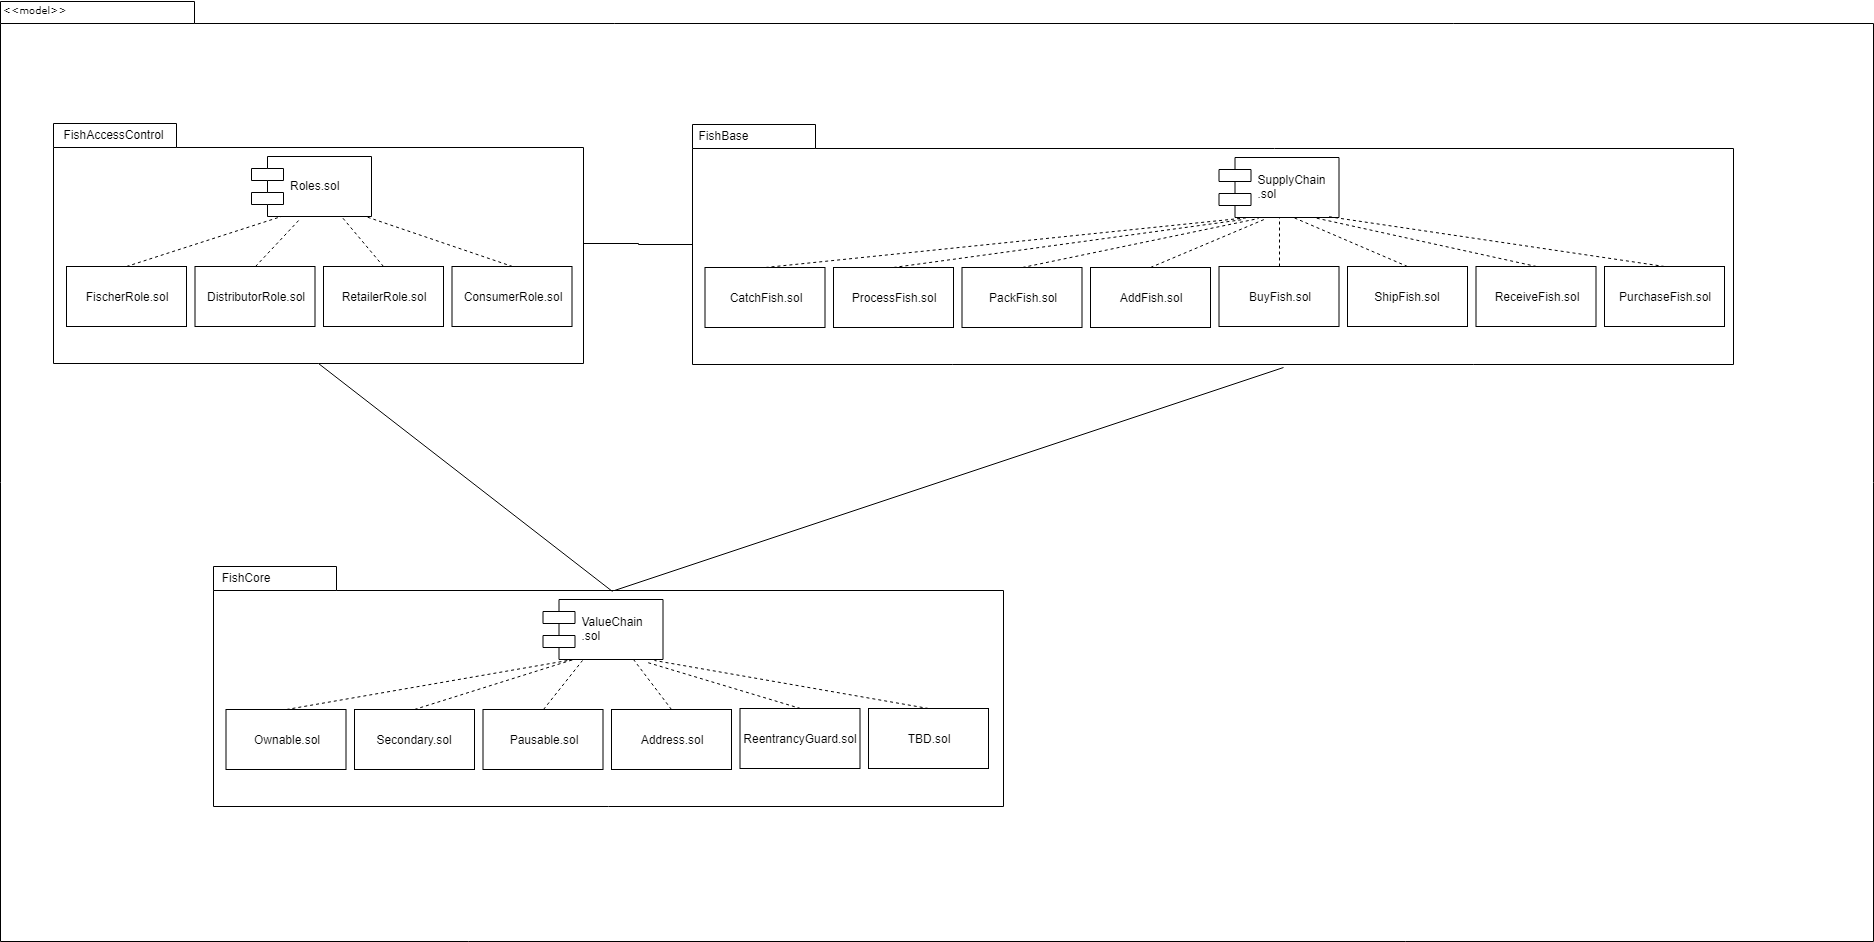 <<model>>
FishAccessControl
Roles.sol
FischerRole.sol
DistributorRole.sol
RetailerRole.sol
ConsumerRole.sol
FishBase
SupplyChain
.sol
CatchFish.sol
ProcessFish.sol
PackFish.sol
AddFish.sol
BuyFish.sol
ShipFish.sol
ReceiveFish.sol
PurchaseFish.sol
FishCore
ValueChain
.sol
Ownable.sol
Secondary.sol
Pausable.sol
Address.sol
ReentrancyGuard.sol
TBD.sol